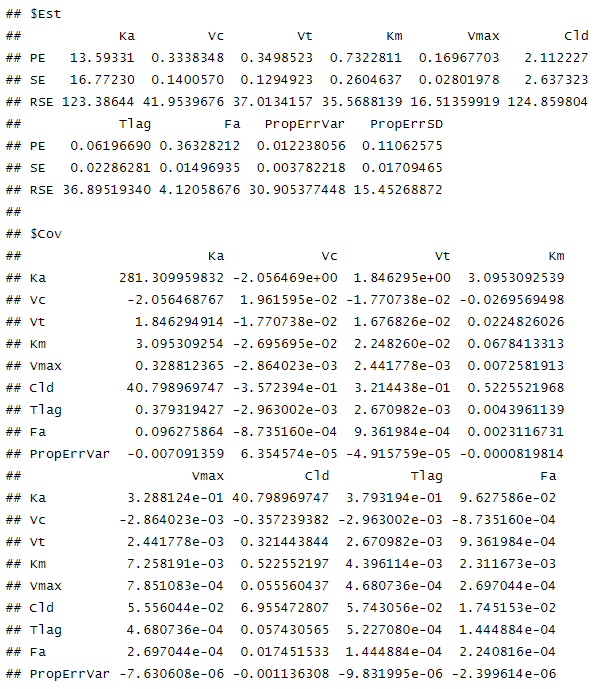 ## $Est
## Ka Vc Vt Km Vmax Cld
## PE 13.59331 0.3338348 0.3498523 0.7322811 0.16967703 2.112227
## SE 16.77230 0.1400570 0.1294923 0.2604637 0.02801978 2.637323
## RSE 123.38644 41.9539676 37.0134157 35.5688139 16.51359919 124.859804
## Tlag Fa PropErrVar PropErrSD
## PE 0.06196690 0.36328212 0.012238056 0.11062575
## SE 0.02286281 0.01496935 0.003782218 0.01709465
## RSE 36.89519340 4.12058676 30.905377448 15.45268872
##
## $Cov
## Ka Vc Vt Km
## Ka 281.309959832 -2.056469e+00 1.846295e+00 3.0953092539
## Vc -2.056468767 1.961595e-02 -1.770738e-02 -0.0269569498
## Vt 1.846294914 -1.770738e-02 1.676826e-02 0.0224826026
## Km 3.095309254 -2.695695e-02 2.248260e-02 0.0678413313
## Vmax 0.328812365 -2.864023e-03 2.441778e-03 0.0072581913
## Cld 40.798969747 -3.572394e-01 3.214438e-01 0.5225521968
## Tlag 0.379319427 -2.963002e-03 2.670982e-03 0.0043961139
## Fa 0.096275864 -8.735160e-04 9.361984e-04 0.0023116731
## PropErrVar -0.007091359 6.354574e-05 -4.915759e-05 -0.0000819814
## Vmax Cld Tlag Fa
## Ka 3.288124e-01 40.798969747 3.793194e-01 9.627586e-02
## Vc -2.864023e-03 -0.357239382 -2.963002e-03 -8.735160e-04
## Vt 2.441778e-03 0.321443844 2.670982e-03 9.361984e-04
## Km 7.258191e-03 0.522552197 4.396114e-03 2.311673e-03
## Vmax 7.851083e-04 0.055560437 4.680736e-04 2.697044e-04
## Cld 5.556044e-02 6.955472807 5.743056e-02 1.745153e-02
## Tlag 4.680736e-04 0.057430565 5.227080e-04 1.444884e-04
## Fa 2.697044e-04 0.017451533 1.444884e-04 2.240816e-04
## PropErrVar -7.630608e-06 -0.001136308 -9.831995e-06 -2.399614e-06